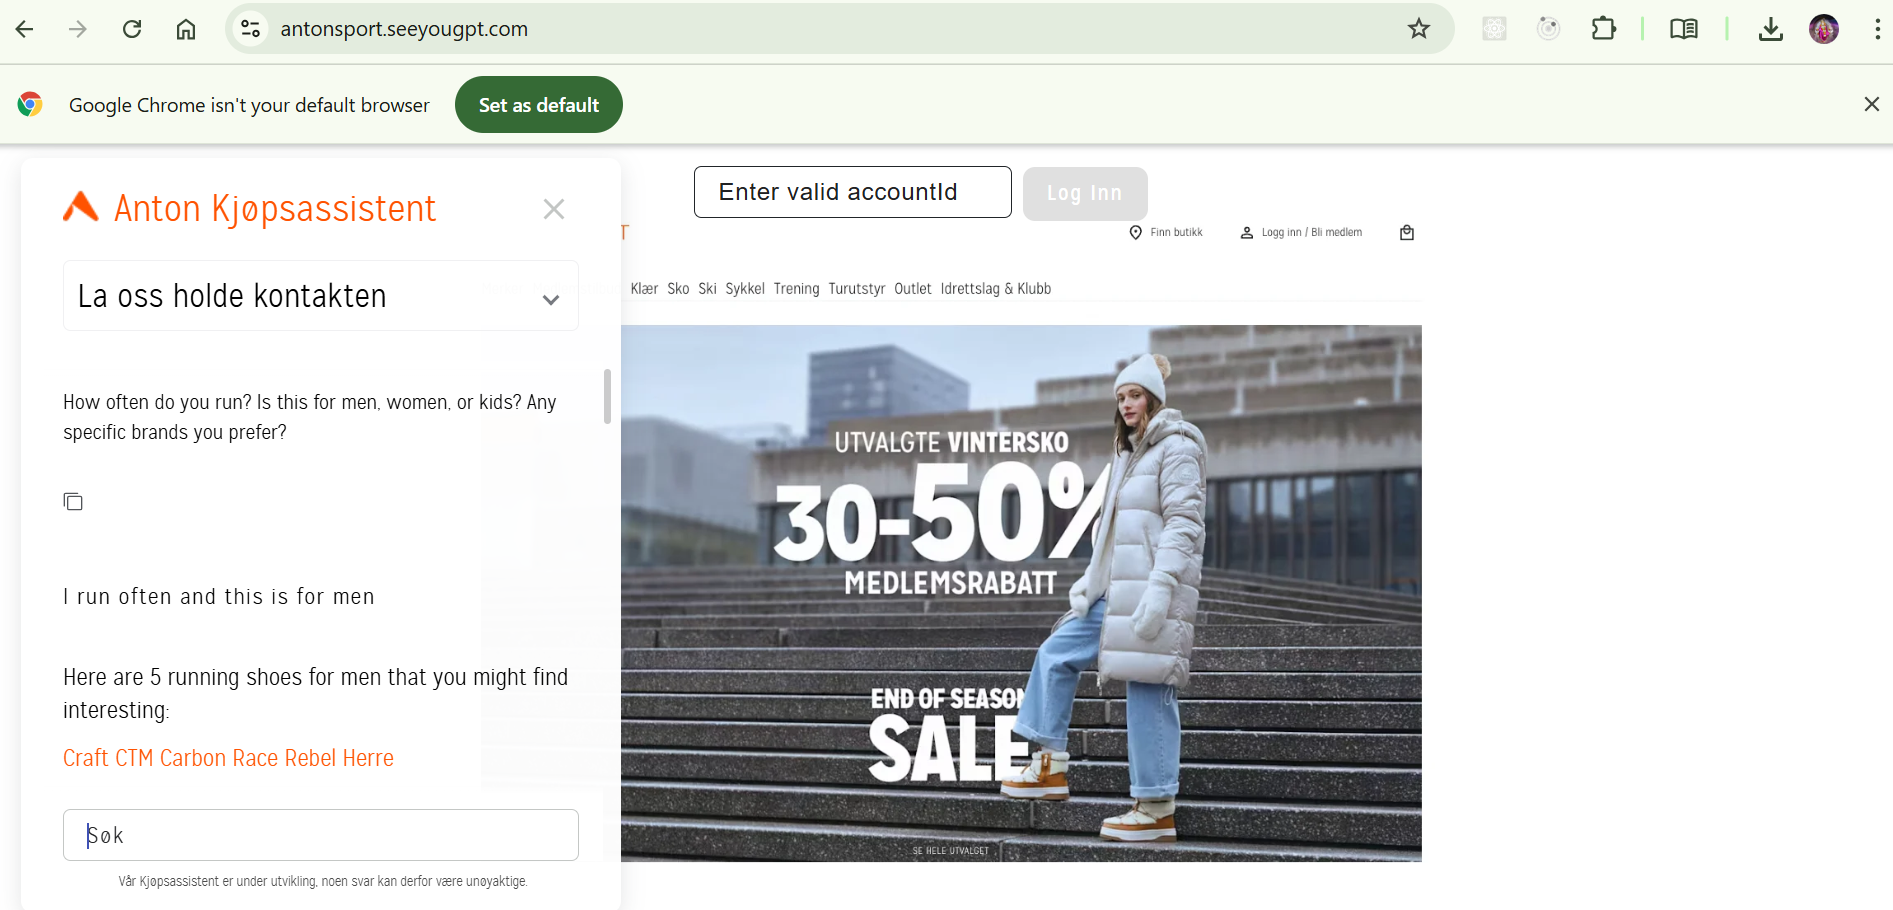 antonsport.seeyougpt.com
Google Chrome isn't your default browser
Set as default
Anton Kjøpsassistent
La oss holde kontakten
How often do you run? Is this for men, women, or kids? Any
specific brands you prefer?
I run often and this is for men
Here are 5 running shoes for men that you might find
interesting:
Craft CTM Carbon Race Rebel Herre
Søk
Vår Kjøpsassistent er under utvikling, noen svar kan derfor være unøyaktige.
Enter valid accountId
Log Inn
T
Finn butikk
Logg inn / Bli medlem
Klær Sko Ski Sykkel Trening Turutstyr Outlet Idrettslag & Klubb
UTVALGTE VINTERSKO
30-50%
MEDLEMSRABATT
END OF SEASON
SALE
SE HELE UTVALGET